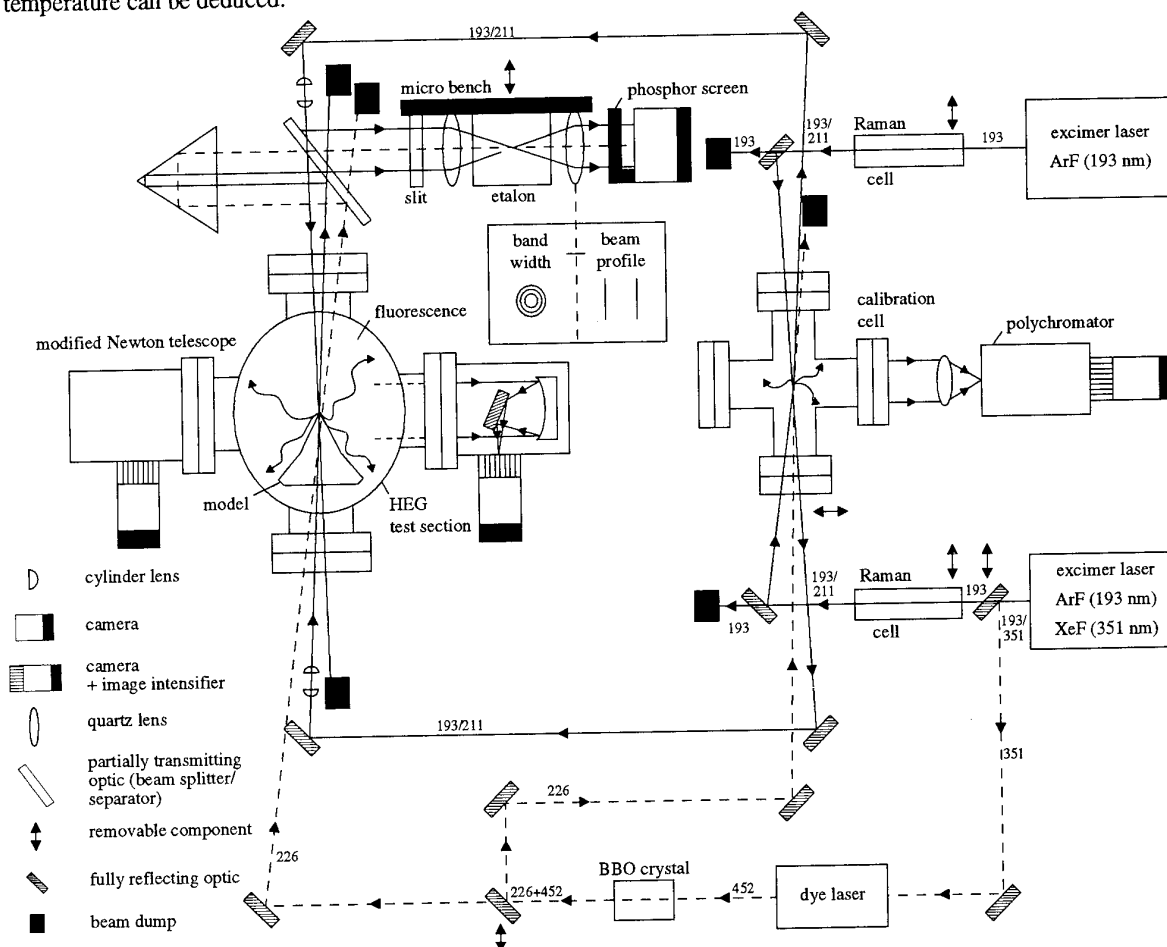 temperature can be deduced.
193/211
micro bench
phosphor screen
193
193/
211
Raman
cell
193
excimer laser
ArF (193 nm)
slit
etalon
band
width
beam
profile
fluorescence
calibration
cell
polychromator
modified Newton telescope
model
HEG
test section
cylinder lens
camera
camera
+ image intensifier
quartz lens
partially transmitting
optic (beam splitter/
separator)
removable component
fully reflecting optic
beam dump
193
193/
211
Raman
cell
193
193/
351
excimer laser
ArF (193 nm)
XeF (351 nm)
193/211
351
226
226
226+452
BBO crystal
452
dye laser